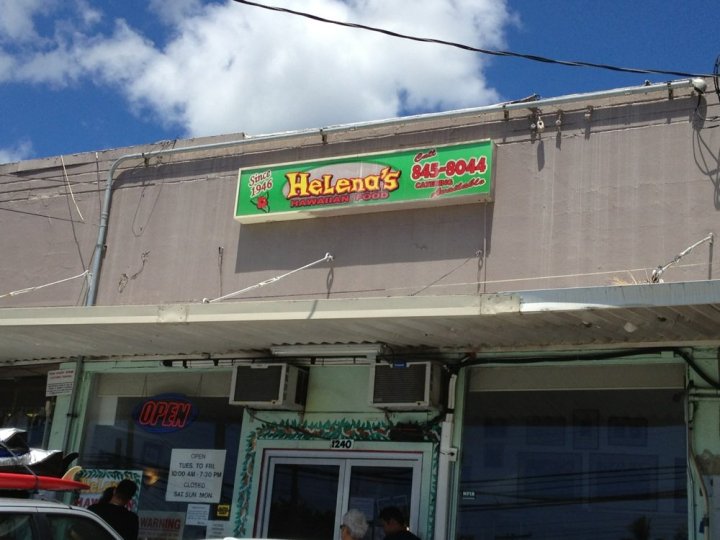 Since
1946
HeLena's
HAWAIIAN FOOD
Call
845-8044
CATERING
Available
OPEN
1240
OPEN
TUES. TO FRI.
10:00 AM - 7:30 PM
CLOSED
SAT SUN MON
WARNING